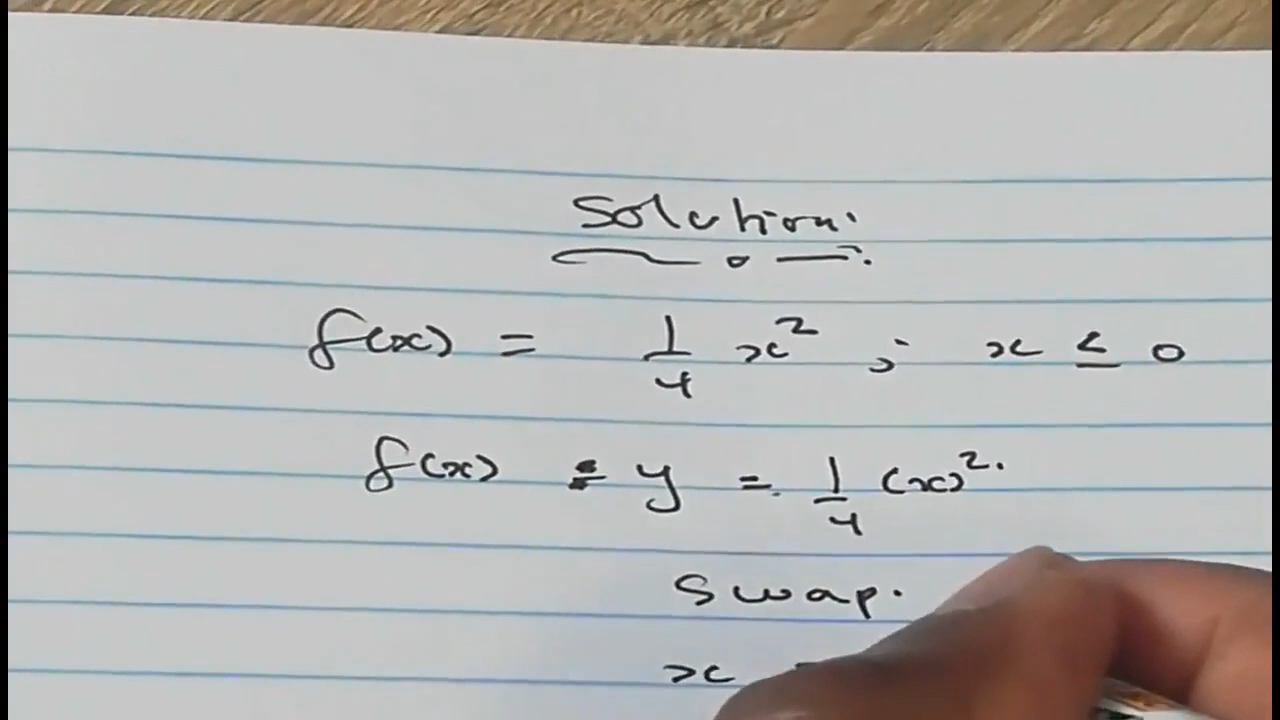 Solution:
f(x) = 1/4 x² ; x ≤ 0
f(x) = y = 1/4 (x)².
Swap.
x